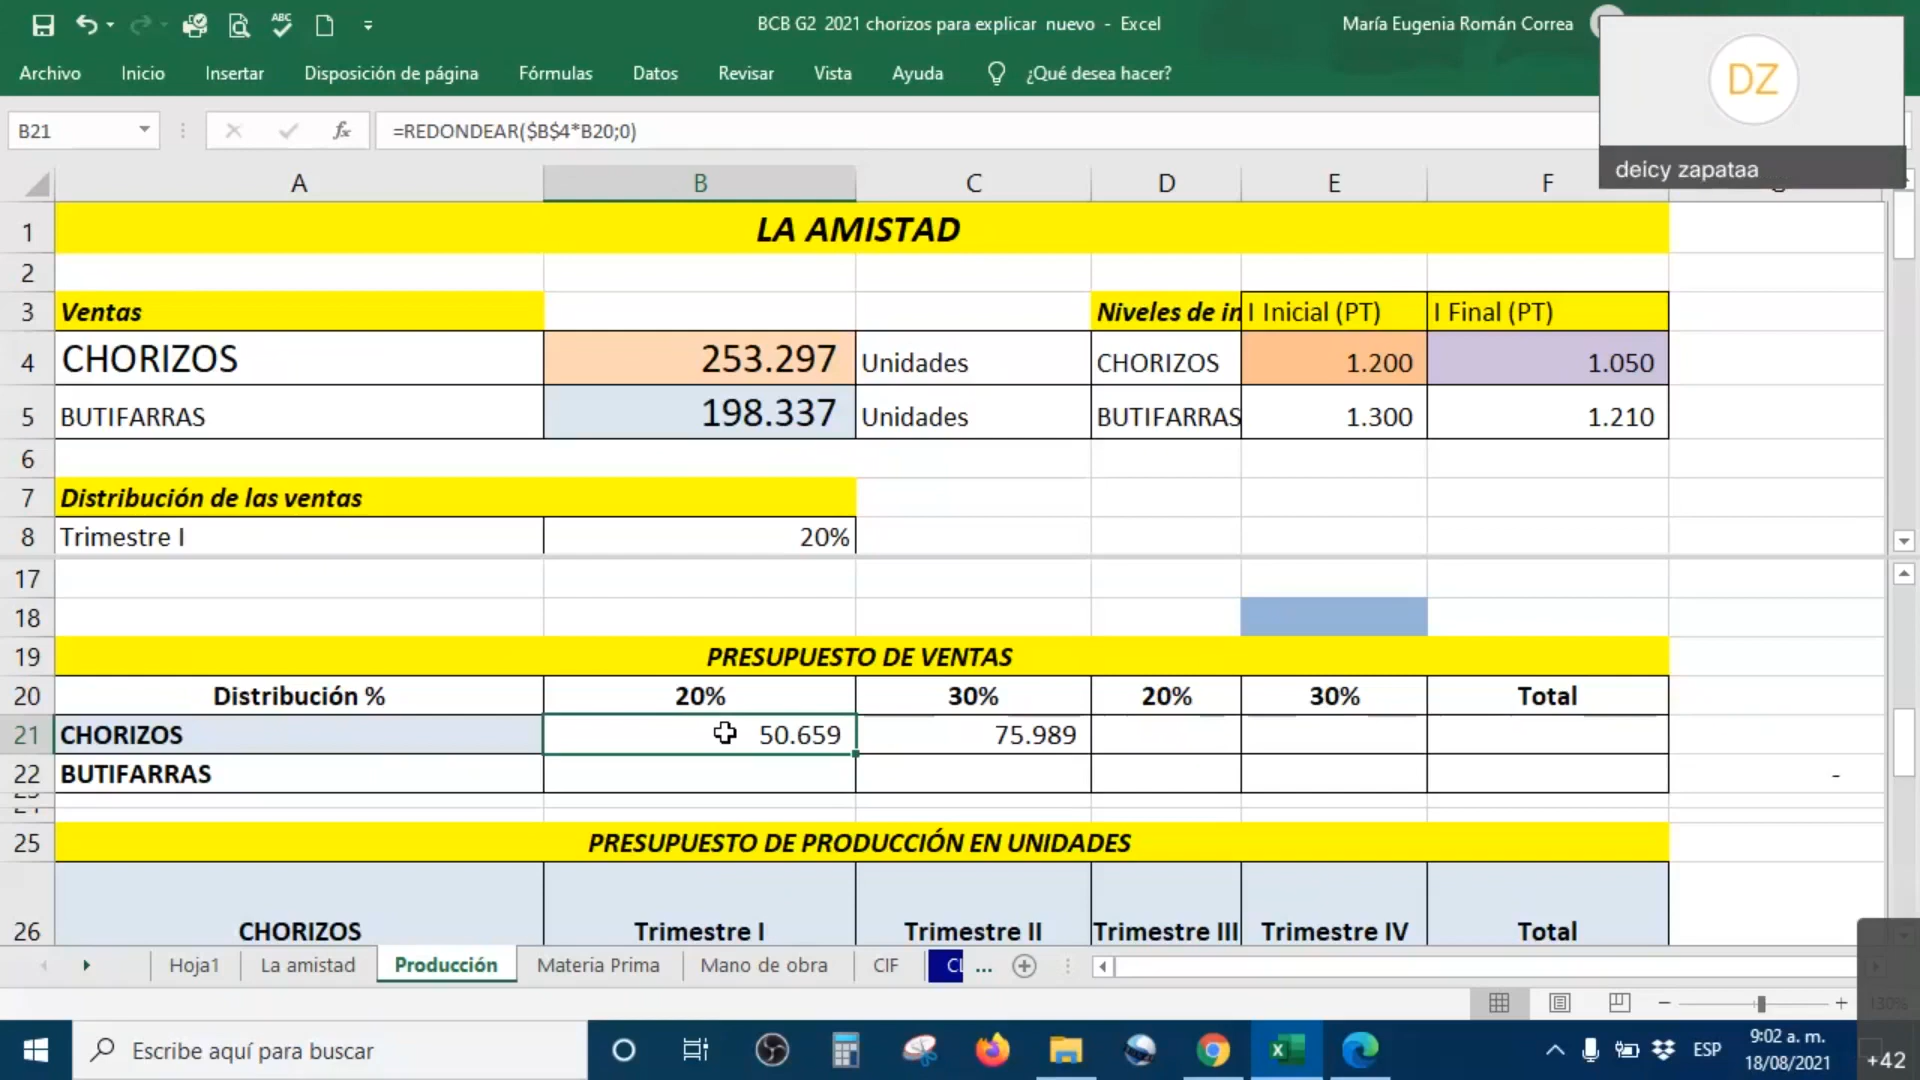 BCB G2 2021 chorizos para explicar nuevo - Excel
María Eugenia Román Correa
Archivo
Inicio
Insertar
Disposición de página
Fórmulas
Datos
Revisar
Vista
Ayuda
¿Qué desea hacer?
DZ
deicy zapataa
B21
fx
=REDONDEAR($B$4*B20;0)
A B C D E F
1 LA AMISTAD
2
3 Ventas Niveles de in I Inicial (PT) I Final (PT)
4 CHORIZOS 253.297 Unidades CHORIZOS 1.200 1.050
5 BUTIFARRAS 198.337 Unidades BUTIFARRAS 1.300 1.210
6
7 Distribución de las ventas
8 Trimestre I 20%
17
18
19 PRESUPUESTO DE VENTAS
20 Distribución % 20% 30% 20% 30% Total
21 CHORIZOS 50.659 75.989
22 BUTIFARRAS -
25 PRESUPUESTO DE PRODUCCIÓN EN UNIDADES
26 CHORIZOS Trimestre I Trimestre II Trimestre III Trimestre IV Total
Hoja1
La amistad
Producción
Materia Prima
Mano de obra
CIF
...
130%
Escribe aquí para buscar
ESP
9:02 a. m.
18/08/2021
+42